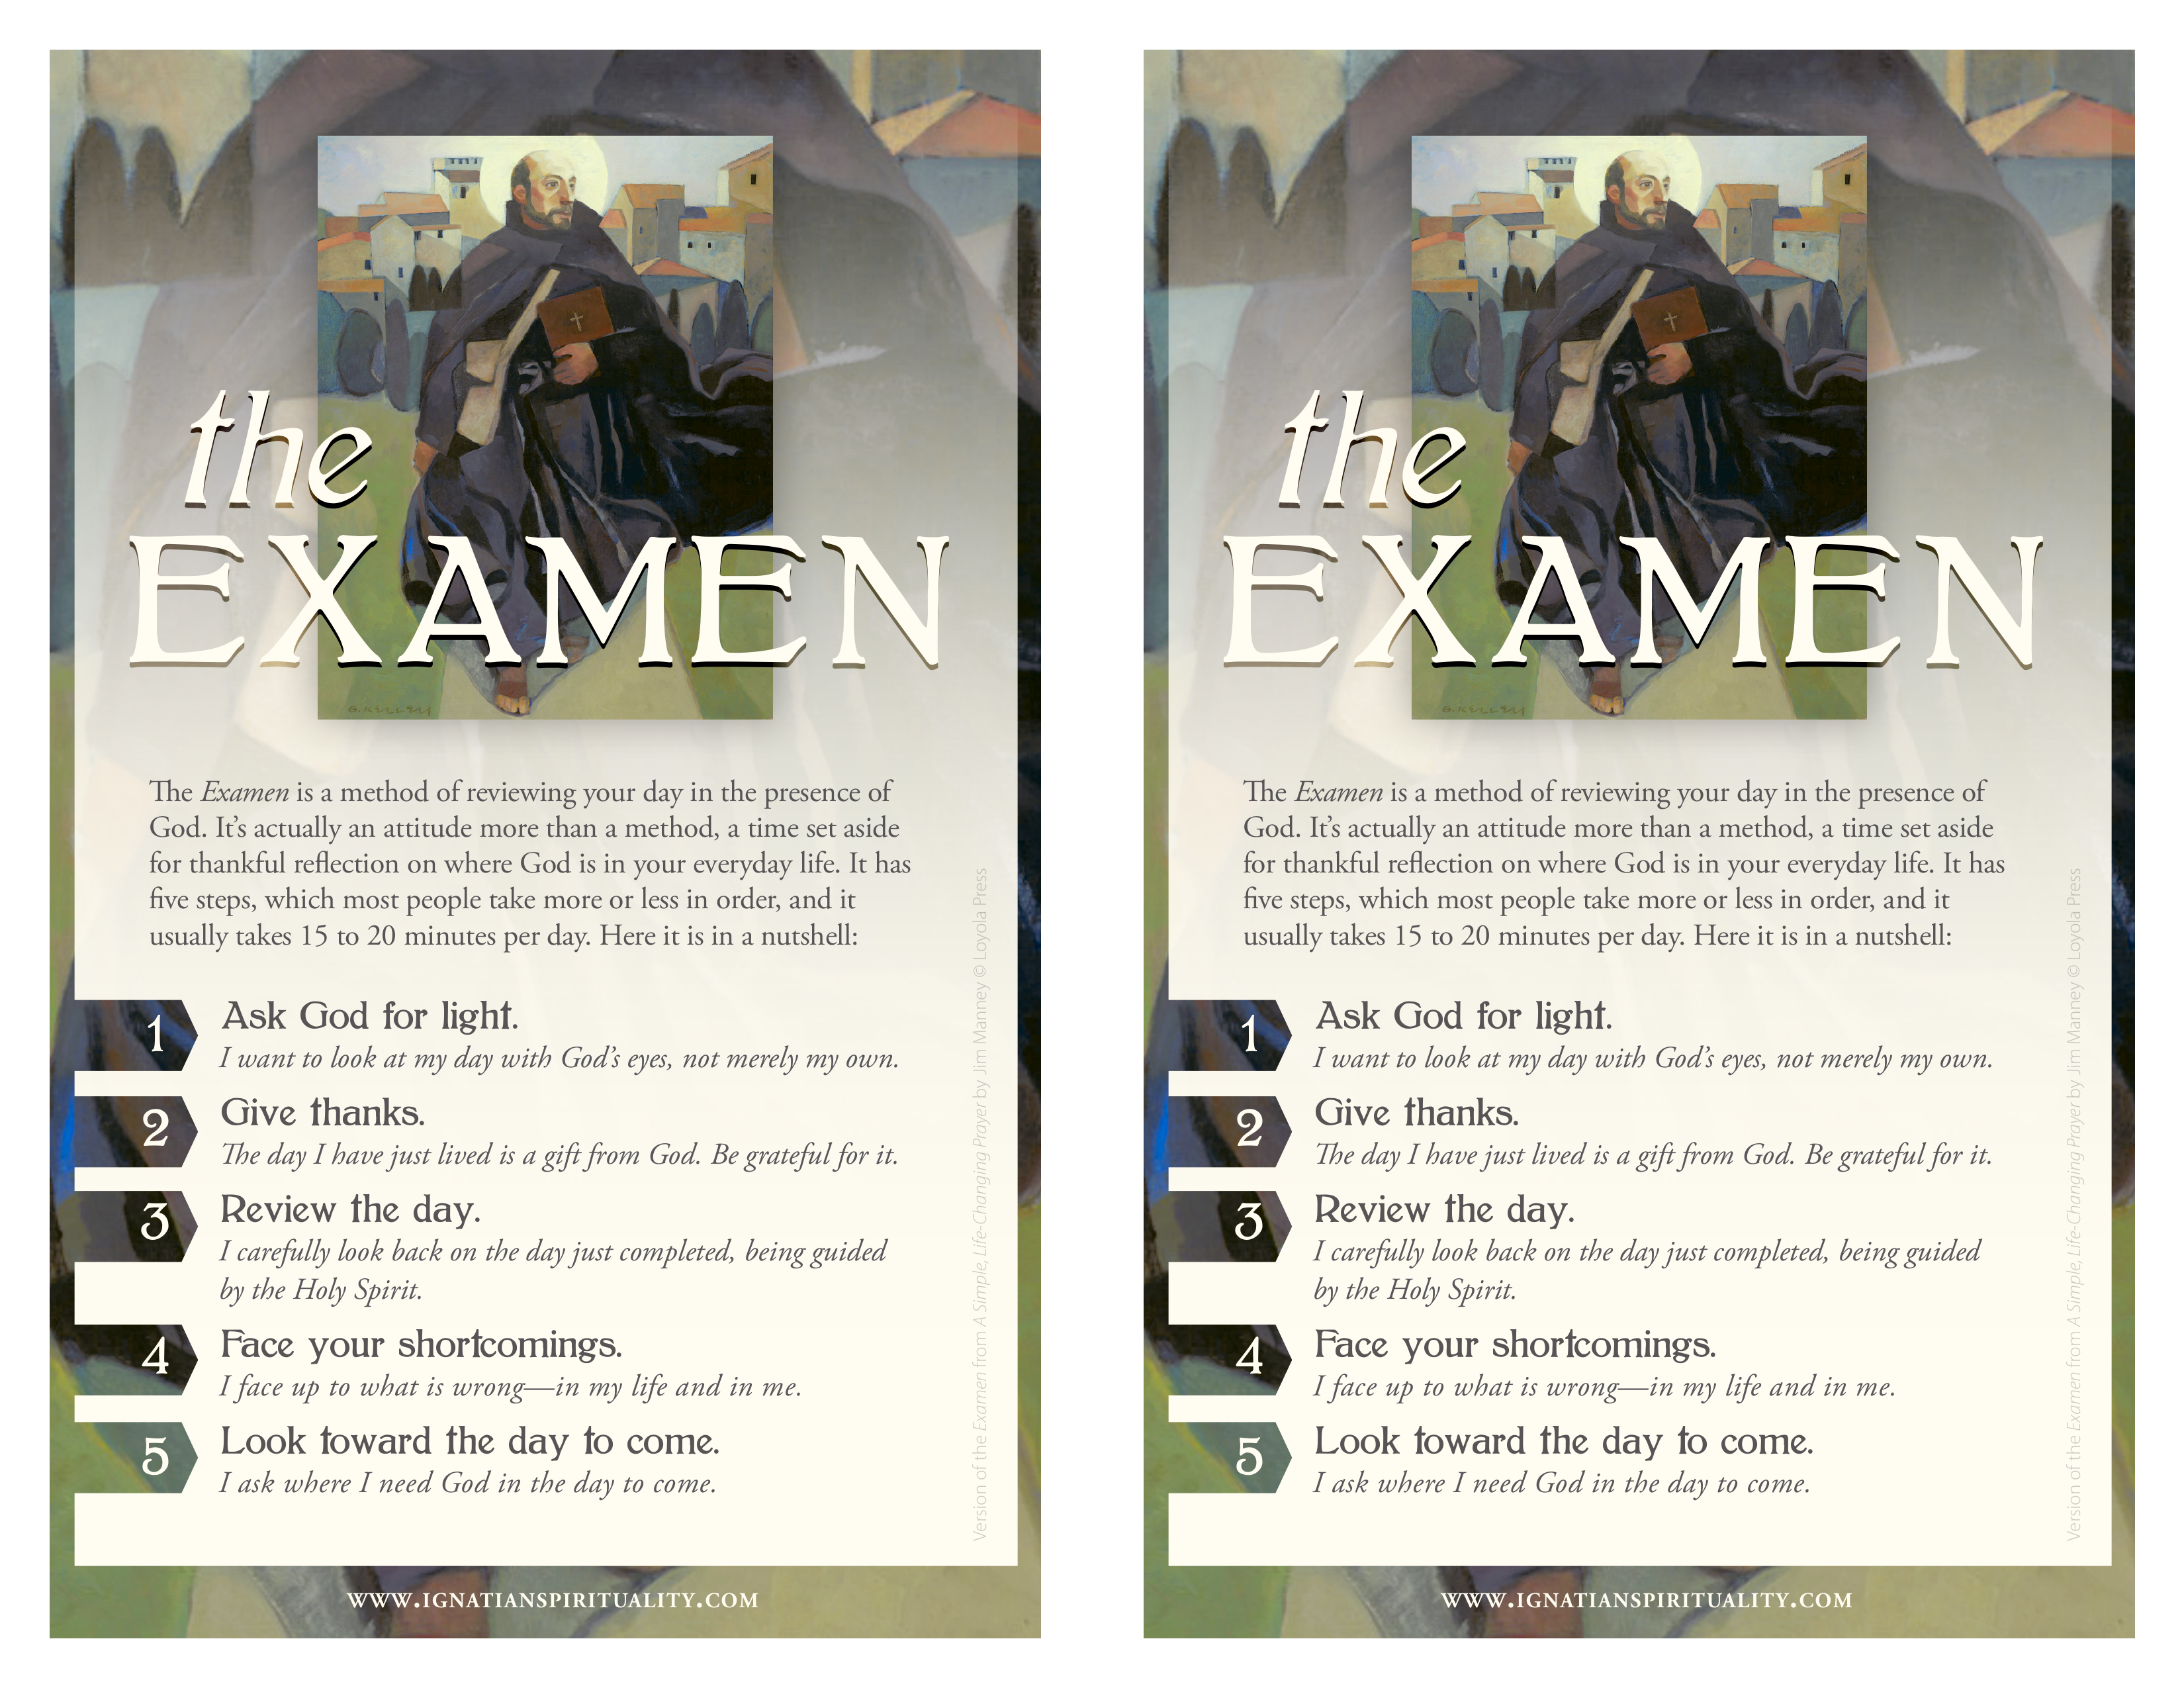 the
EXAMEN
The Examen is a method of reviewing your day in the presence of
God. It’s actually an attitude more than a method, a time set aside
for thankful reflection on where God is in your everyday life. It has
five steps, which most people take more or less in order, and it
usually takes 15 to 20 minutes per day. Here it is in a nutshell:
1 Ask God for light.
I want to look at my day with God’s eyes, not merely my own.
2 Give thanks.
The day I have just lived is a gift from God. Be grateful for it.
3 Review the day.
I carefully look back on the day just completed, being guided
by the Holy Spirit.
4 Face your shortcomings.
I face up to what is wrong—in my life and in me.
5 Look toward the day to come.
I ask where I need God in the day to come.
Version of the Examen from A Simple, Life-Changing Prayer by Jim Manney © Loyola Press
WWW.IGNATIANSPIRITUALITY.COM
the
EXAMEN
The Examen is a method of reviewing your day in the presence of
God. It’s actually an attitude more than a method, a time set aside
for thankful reflection on where God is in your everyday life. It has
five steps, which most people take more or less in order, and it
usually takes 15 to 20 minutes per day. Here it is in a nutshell:
1 Ask God for light.
I want to look at my day with God’s eyes, not merely my own.
2 Give thanks.
The day I have just lived is a gift from God. Be grateful for it.
3 Review the day.
I carefully look back on the day just completed, being guided
by the Holy Spirit.
4 Face your shortcomings.
I face up to what is wrong—in my life and in me.
5 Look toward the day to come.
I ask where I need God in the day to come.
Version of the Examen from A Simple, Life-Changing Prayer by Jim Manney © Loyola Press
WWW.IGNATIANSPIRITUALITY.COM